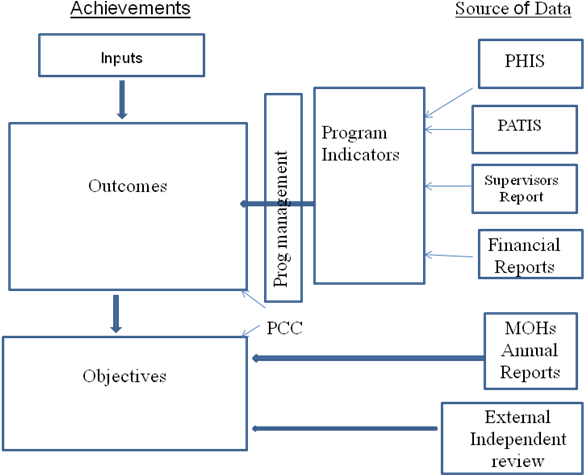 Achievements
Source of Data
Inputs
PHIS
Program
Indicators
PATIS
Outcomes
Prog management
Supervisors
Report
Financial
Reports
PCC
MOHs
Annual
Reports
Objectives
External
Independent
review